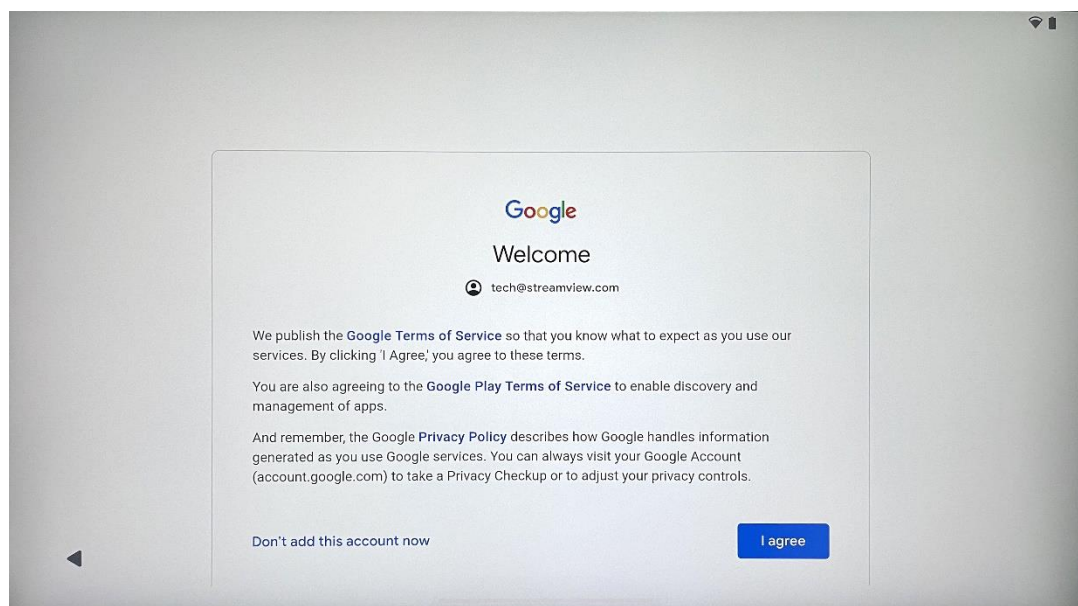 Google
Welcome
tech@streamview.com
We publish the Google Terms of Service so that you know what to expect as you use our
services. By clicking 'I Agree,' you agree to these terms.
You are also agreeing to the Google Play Terms of Service to enable discovery and
management of apps.
And remember, the Google Privacy Policy describes how Google handles information
generated as you use Google services. You can always visit your Google Account
(account.google.com) to take a Privacy Checkup or to adjust your privacy controls.
Don't add this account now
I agree